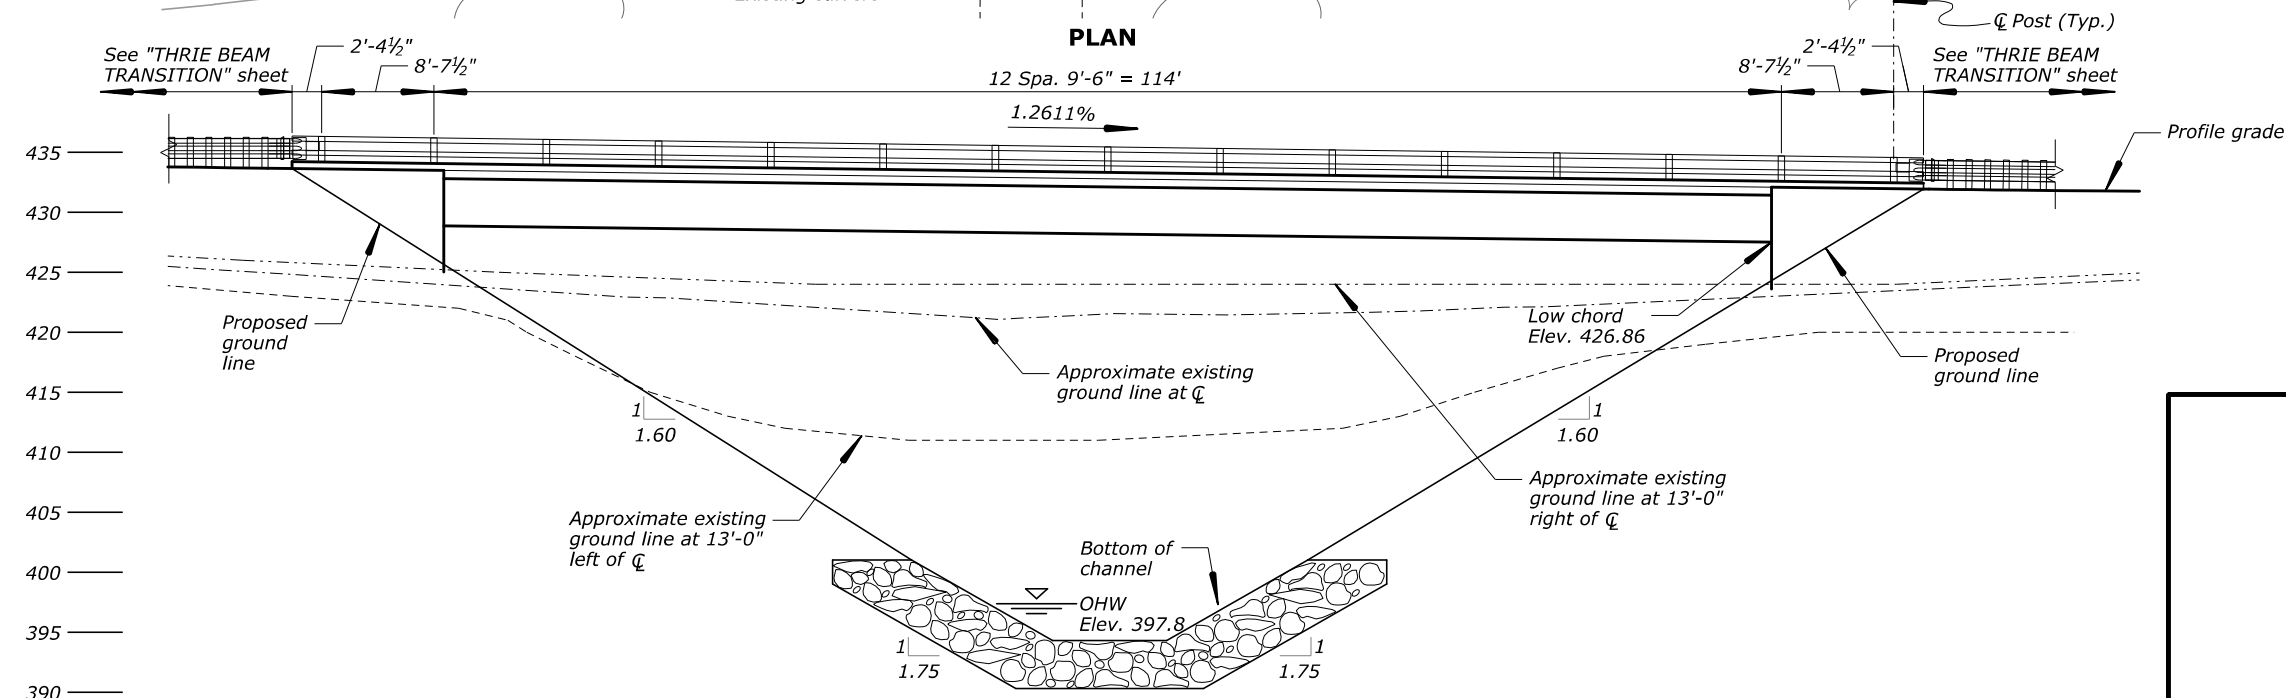 PLAN
℄ Post (Typ.)
See "THRIE BEAM
TRANSITION" sheet
2'-4½"
8'-7½"
12 Spa. 9'-6" = 114'
1.2611%
2'-4½"
8'-7½"
See "THRIE BEAM
TRANSITION" sheet
Profile grade
435
430
425
420
415
410
405
400
395
390
Proposed
ground
line
Low chord
Elev. 426.86
Proposed
ground line
Approximate existing
ground line at ℄
1
1.60
1
1.60
Approximate existing
ground line at 13'-0"
left of ℄
Approximate existing
ground line at 13'-0"
right of ℄
Bottom of
channel
OHW
Elev. 397.8
1
1.75
1
1.75